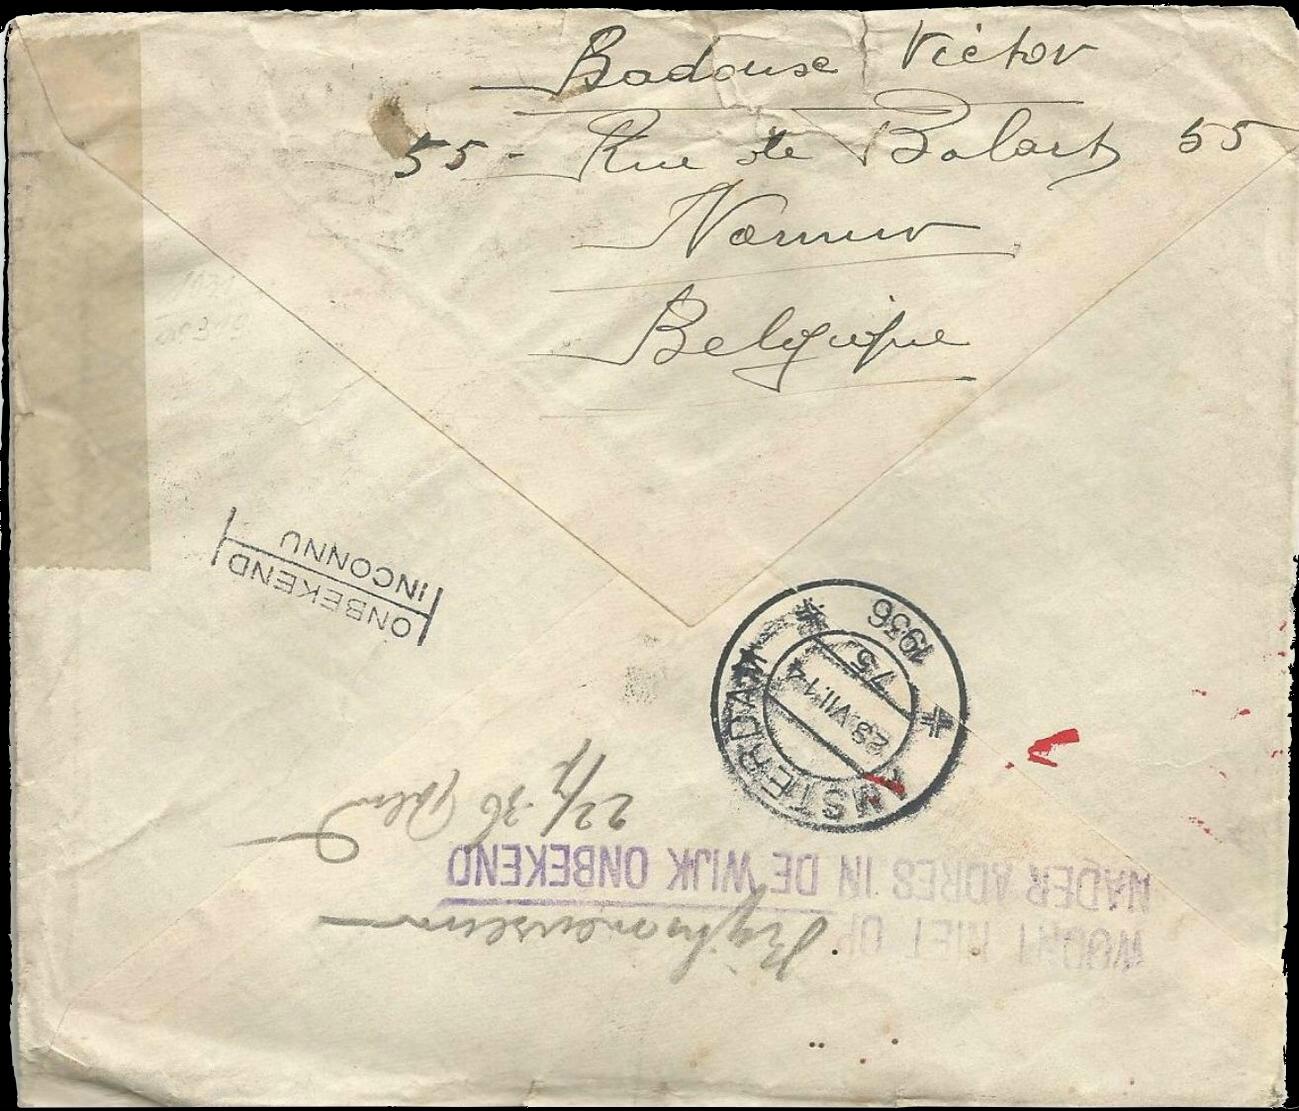 Badouse Victor
55 - Rue de Balart 55
Namur
Belgique
ONBEKEND
INCONNU
AMSTERDAM
1936
75
23.VII.14
22/7.36
WOONT NIET OP
NADER ADRES IN DE WIJK ONBEKEND